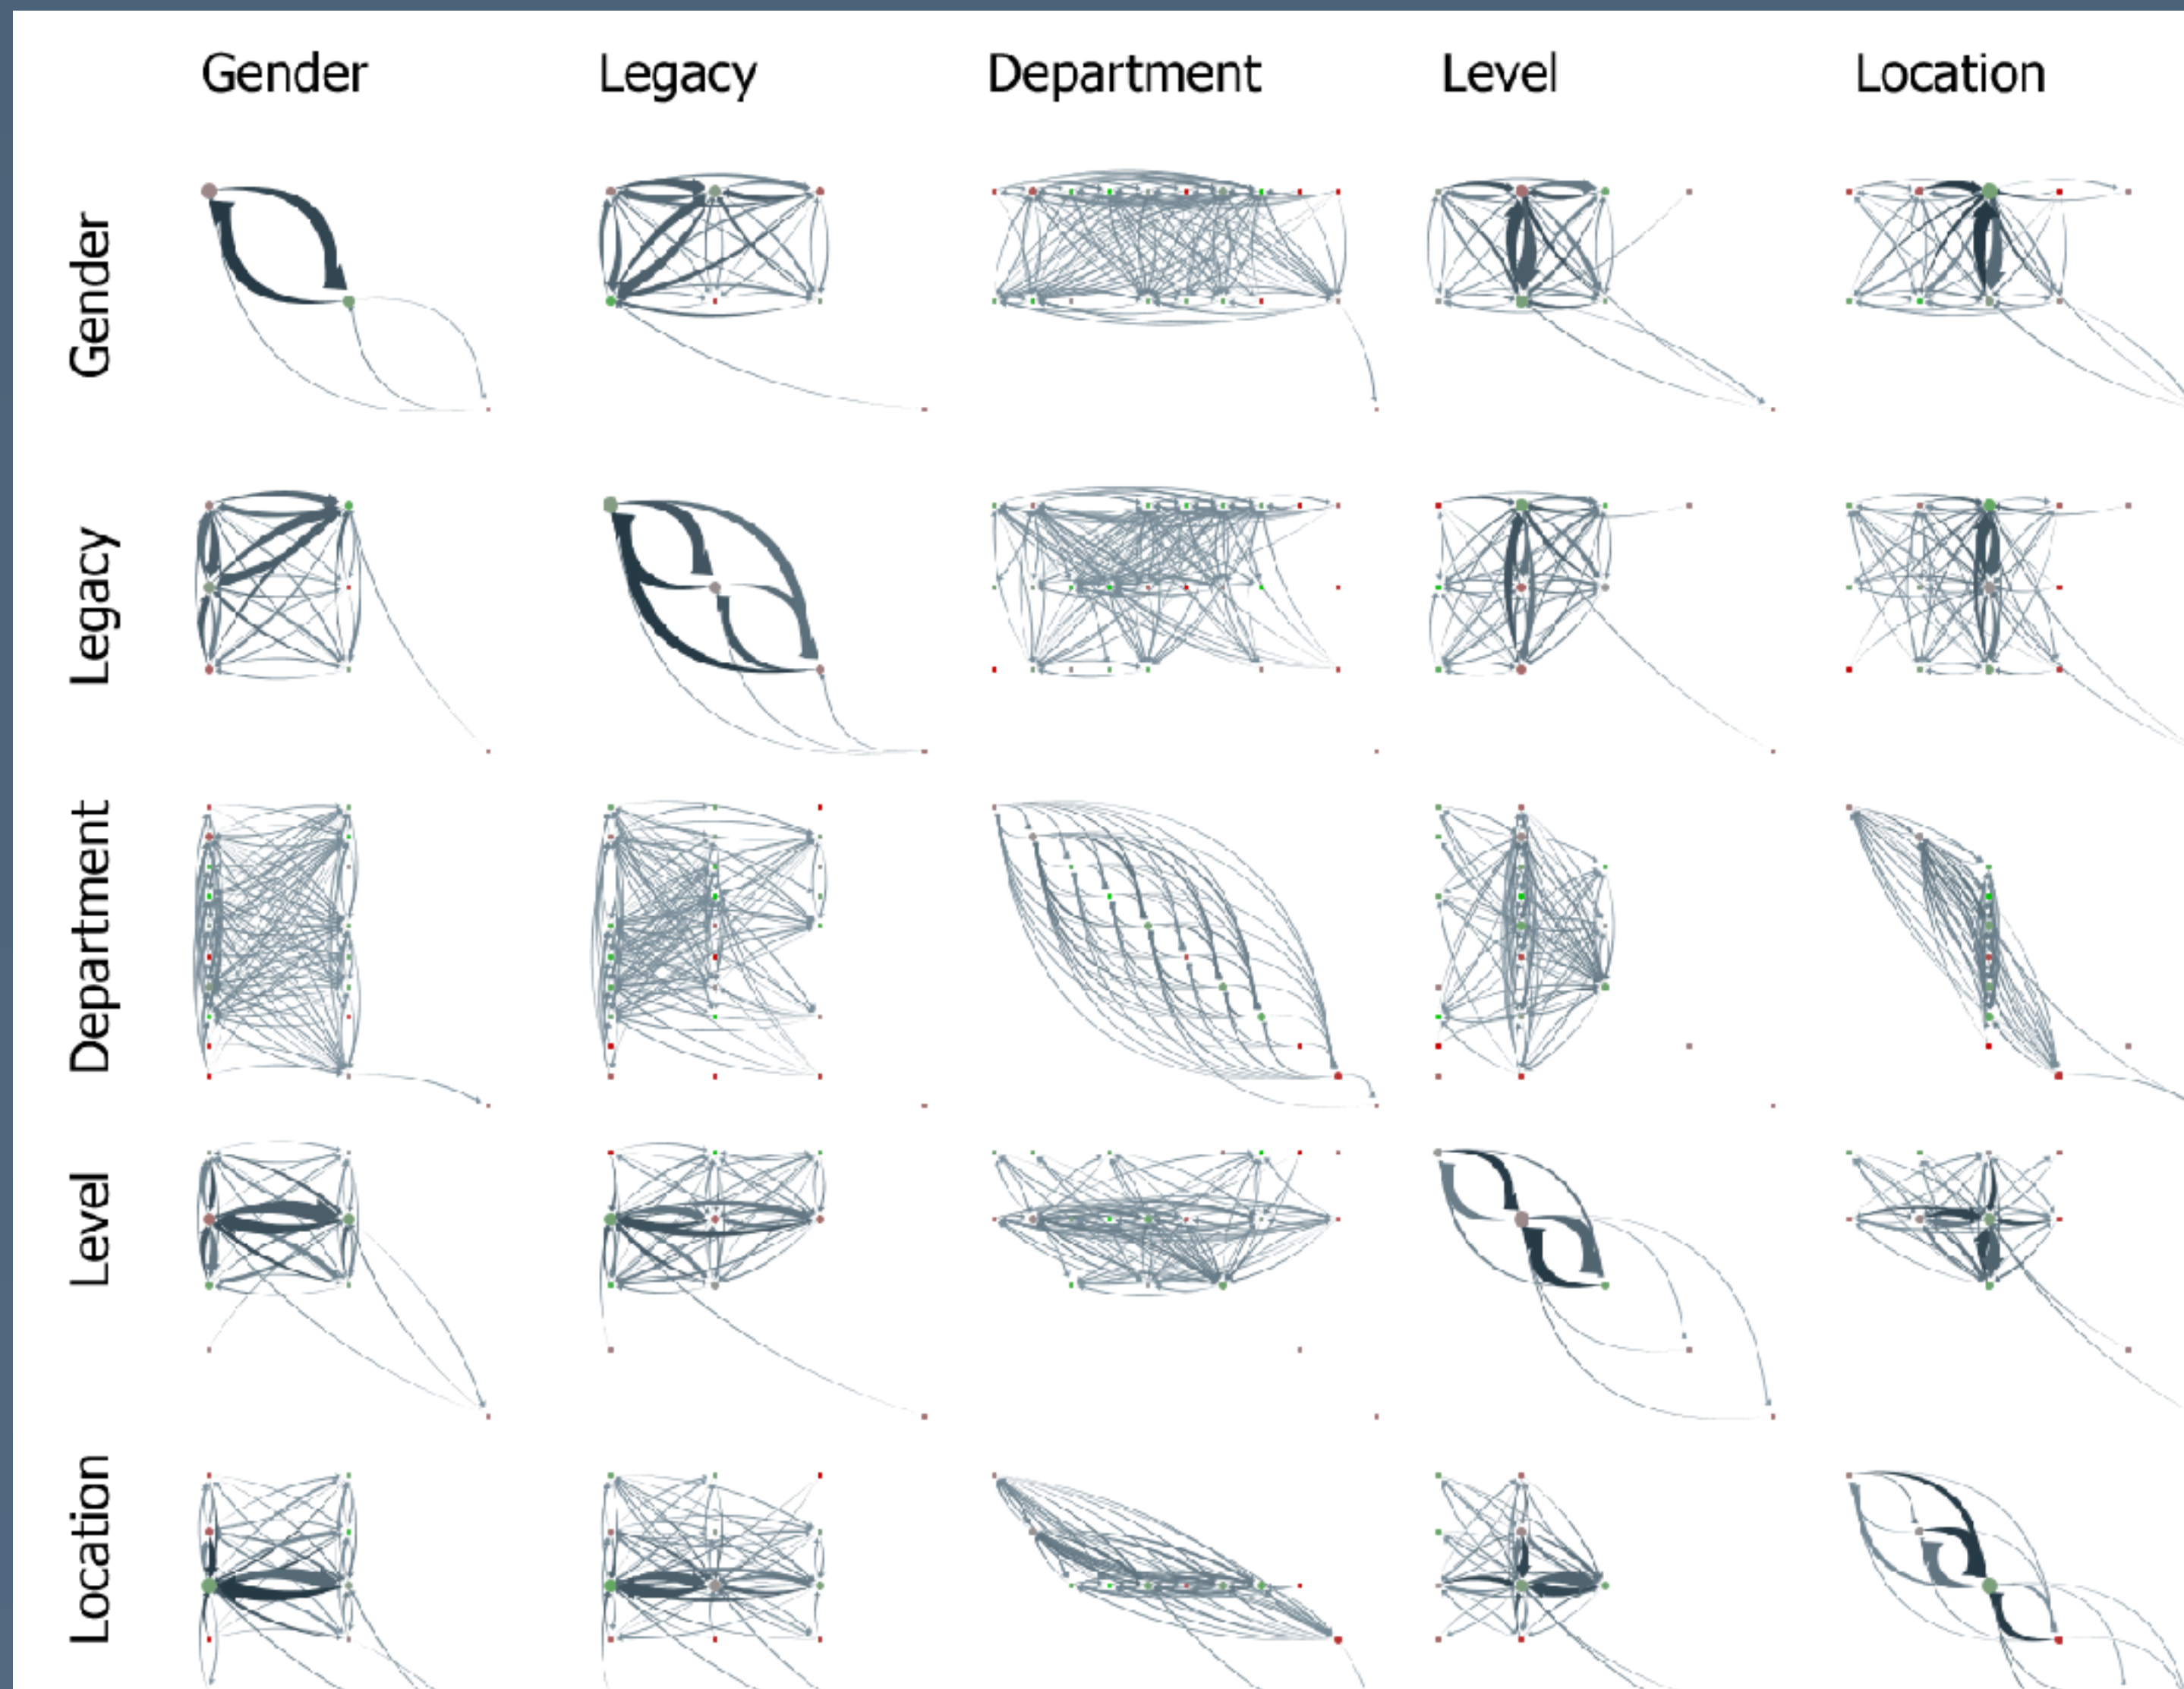 Gender
Legacy
Department
Level
Location
Gender
Legacy
Department
Level
Location